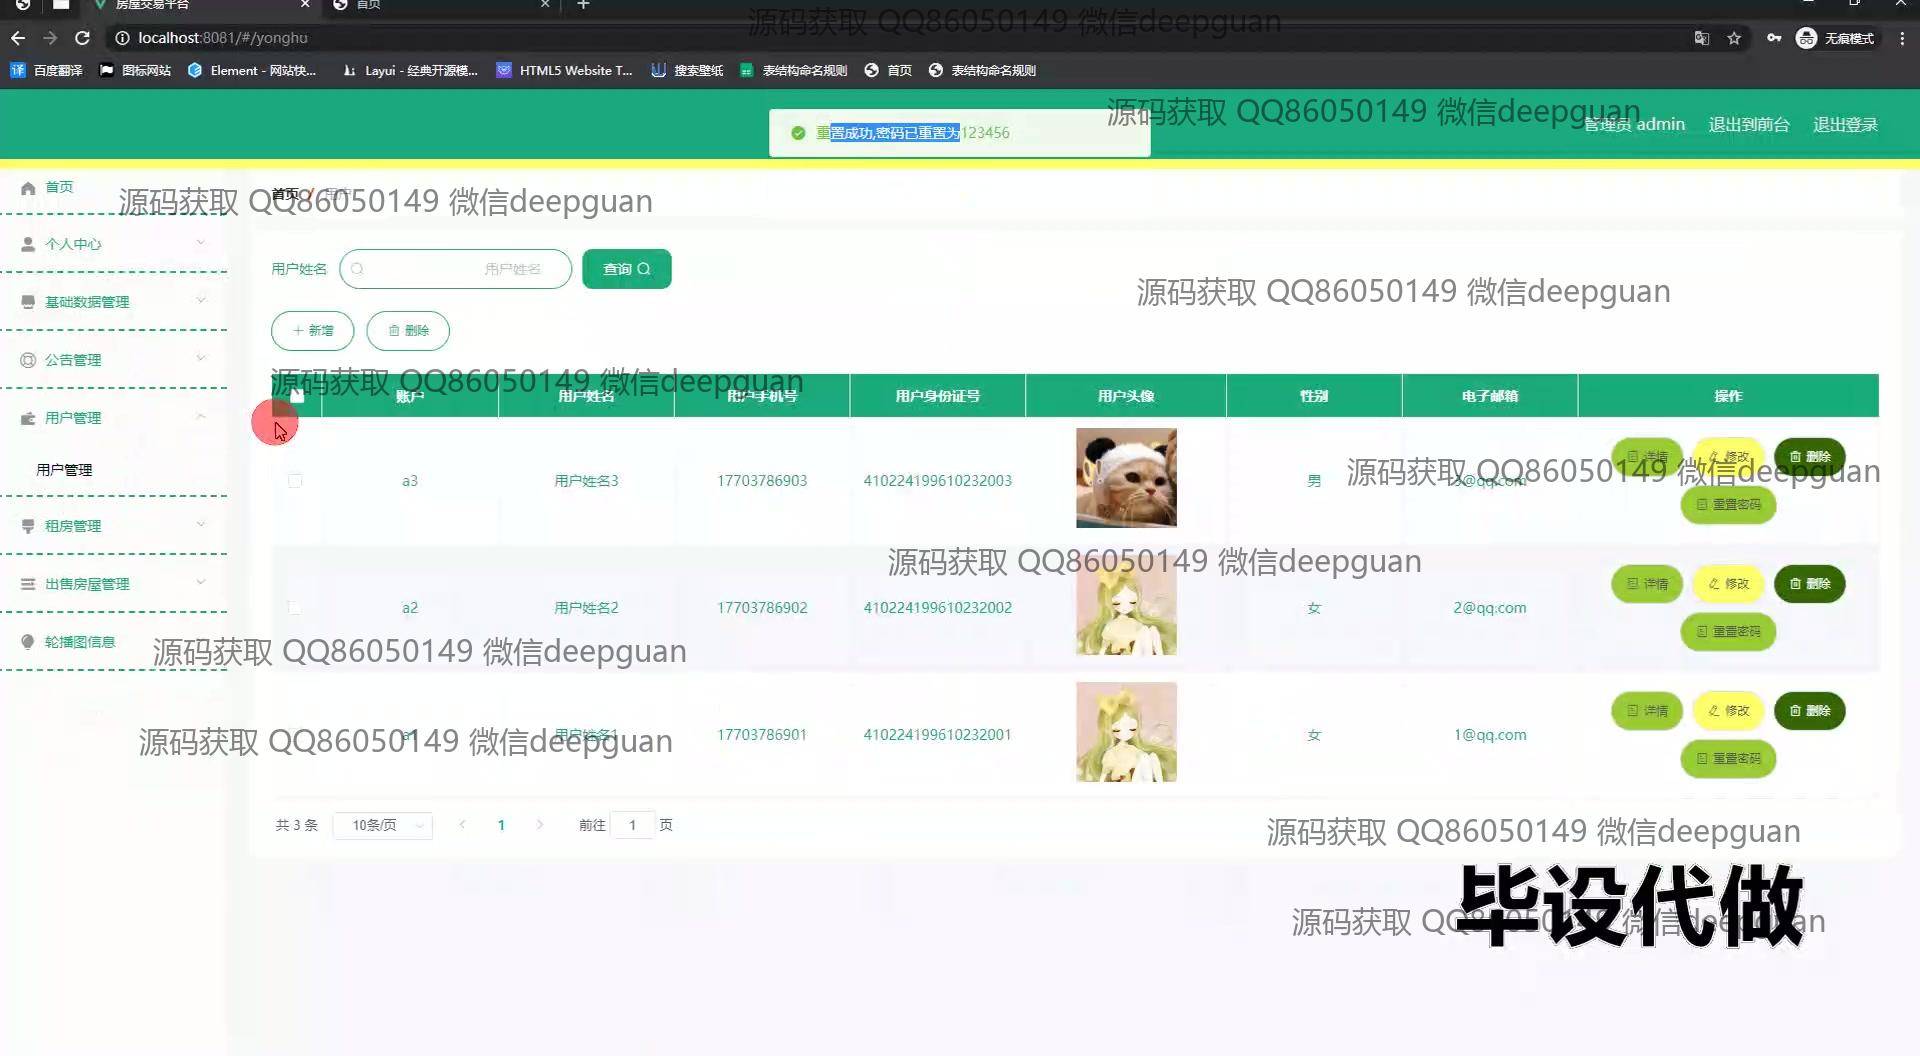 房屋交易平台
首页
localhost:8081/#/yonghu
无痕模式
百度翻译
图标网站
Element - 网站快...
Layui - 经典开源模...
HTML5 Website T...
搜索壁纸
表结构命名规则
首页
表结构命名规则
源码获取 QQ86050149 微信deepguan
重置成功,密码已重置为123456
源码获取 QQ86050149 微信deepguan
管理员 admin
退出到前台
退出登录
首页
个人中心
基础数据管理
公告管理
用户管理
用户管理
租房管理
出售房屋管理
轮播图信息
首页 / 用户
源码获取 QQ86050149 微信deepguan
用户姓名
用户姓名
查询
源码获取 QQ86050149 微信deepguan
新增
删除
源码获取 QQ86050149 微信deepguan
账户 用户姓名 用户手机号 用户身份证号 用户头像 性别 电子邮箱 操作
a3 用户姓名3 17703786903 410224199610232003 男 3@qq.com 详情 修改 删除
重置密码
源码获取 QQ86050149 微信deepguan
源码获取 QQ86050149 微信deepguan
a2 用户姓名2 17703786902 410224199610232002 女 2@qq.com 详情 修改 删除
重置密码
源码获取 QQ86050149 微信deepguan
a1 用户姓名1 17703786901 410224199610232001 女 1@qq.com 详情 修改 删除
重置密码
源码获取 QQ86050149 微信deepguan
共 3 条
10条/页
1
前往 1 页
源码获取 QQ86050149 微信deepguan
毕设代做
源码获取 QQ86050149 微信deepguan